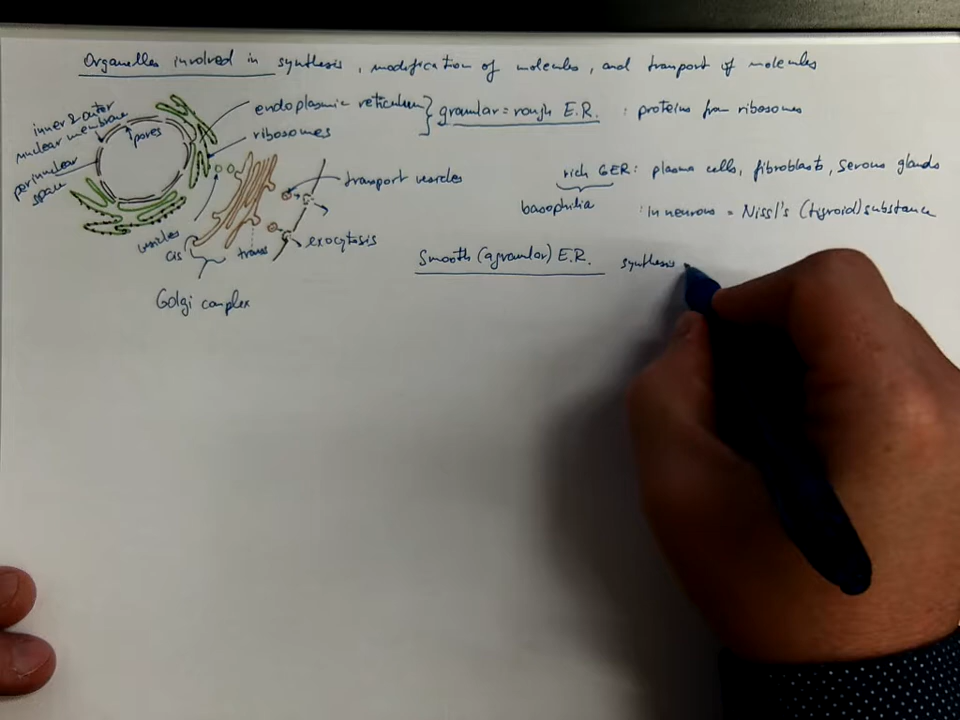 Organelles involved in synthesis, modification of molecules, and transport of molecules
inner & outer
nuclear membrane
pores
perinuclear
space
endoplasmic reticulum
ribosomes
granular = rough E.R. : proteins from ribosomes
transport vesicles
rich GER: plasma cells, fibroblasts, serous glands
basophilia
: In neurons = Nissl's (tigroid) substance
vesicles
cis
trans
exocytosis
Golgi complex
Smooth (agranular) E.R. synthesis